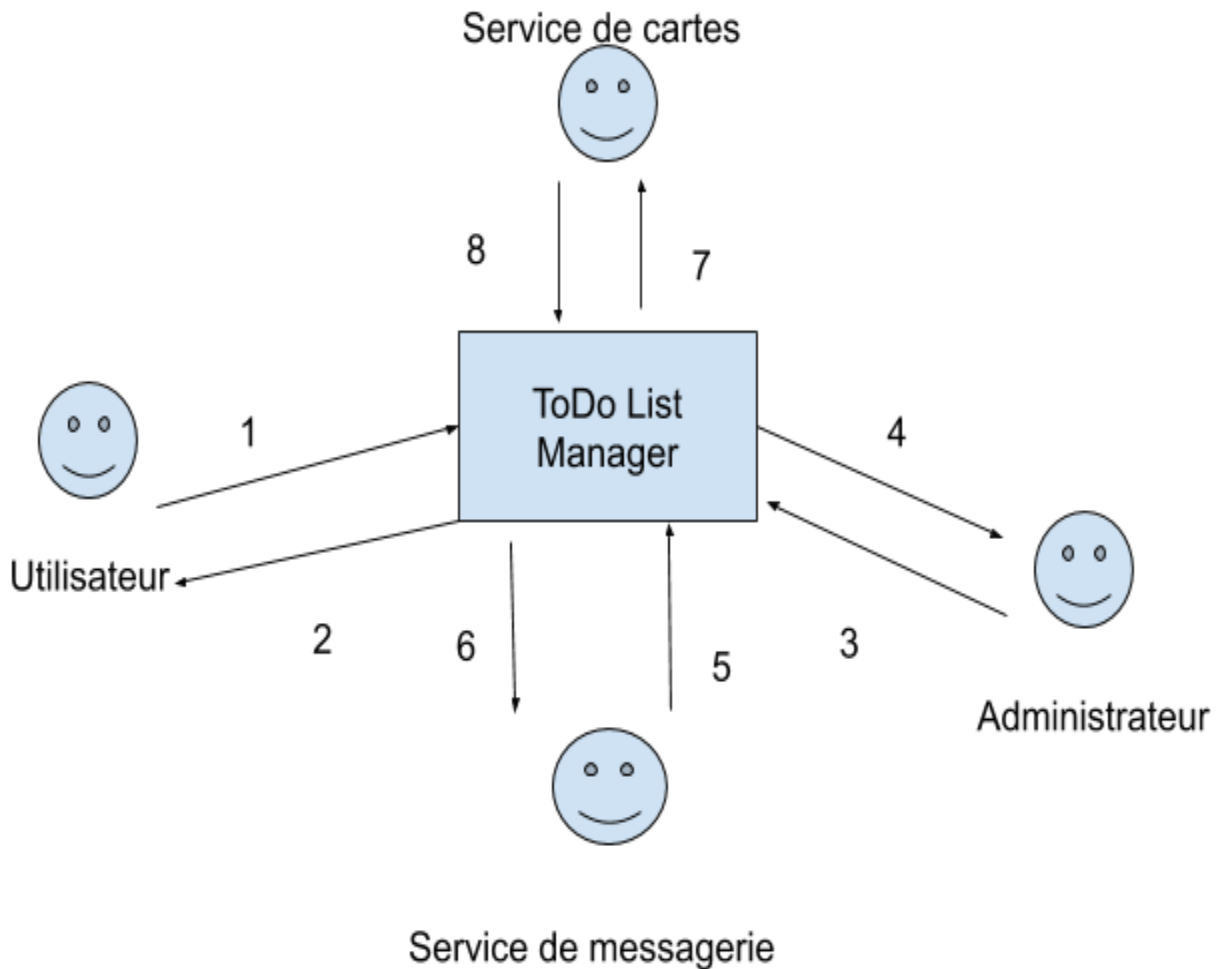 Service de cartes
8
7
ToDo List
Manager
1
4
Utilisateur
2
6
5
3
Administrateur
Service de messagerie